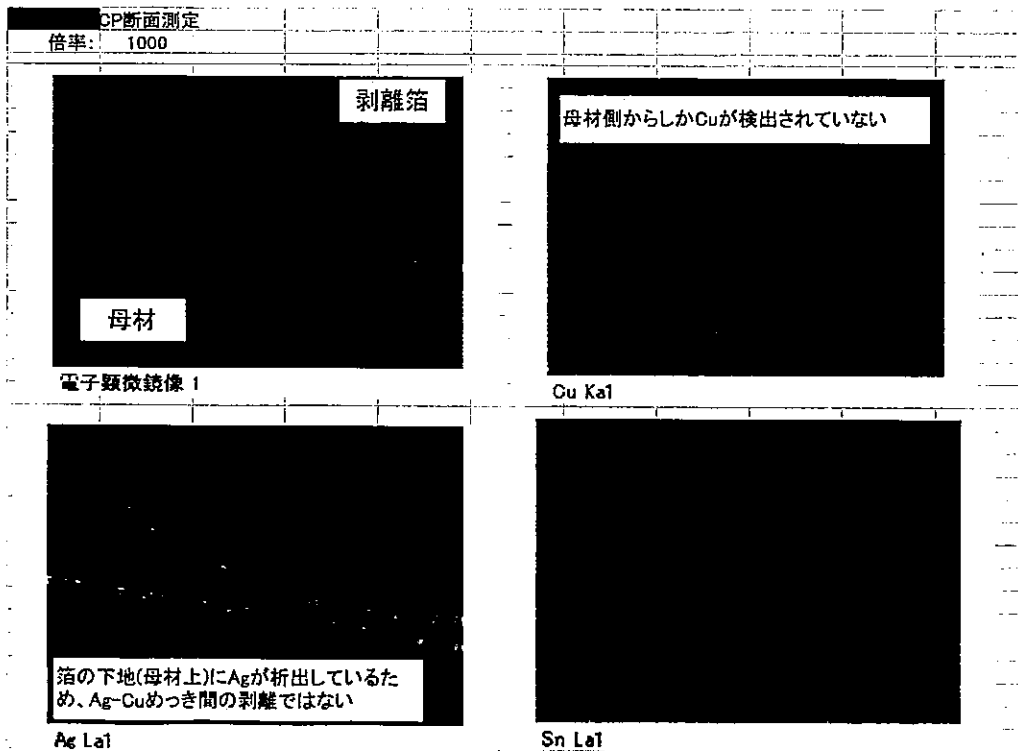 CP断面測定
倍率: 1000
剥離箔
母材
電子顕微鏡像 1
母材側からしかCuが検出されていない
Cu Ka1
箔の下地(母材上)にAgが析出しているた
め、Ag-Cuめっき間の剥離ではない
Ag La1
Sn La1